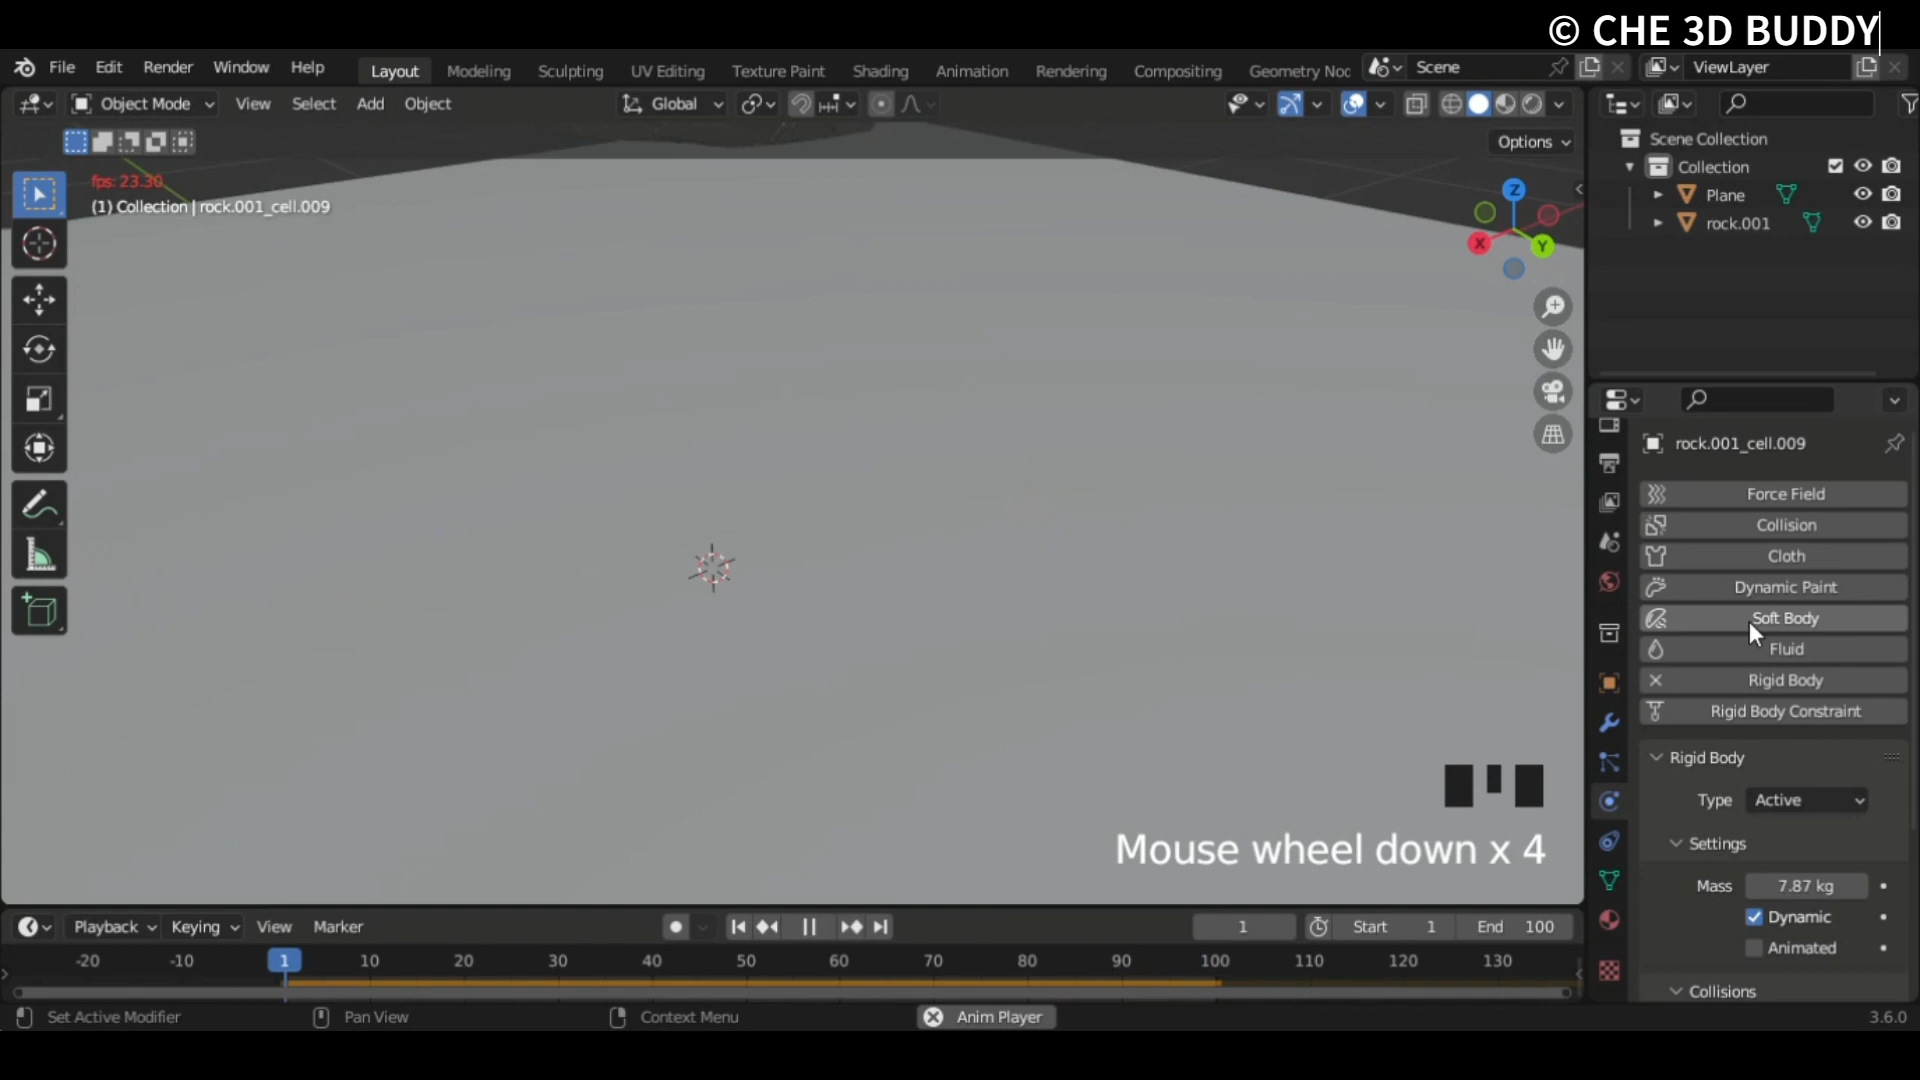 © CHE 3D BUDDY
File Edit Render Window Help Layout Modeling Sculpting UV Editing Texture Paint Shading Animation Rendering Compositing Geometry Noc Scene ViewLayer
Object Mode View Select Add Object Global
Options
Scene Collection
Collection
Plane
rock.001
fps: 23.30
(1) Collection | rock.001_cell.009
Z
X
Y
rock.001_cell.009
Force Field
Collision
Cloth
Dynamic Paint
Soft Body
Fluid
Rigid Body
Rigid Body Constraint
Rigid Body
Type Active
Settings
Mass 7.87 kg
Dynamic
Animated
Collisions
Mouse wheel down x 4
Playback Keying View Marker 1 Start 1 End 100
-20 -10 1 10 20 30 40 50 60 70 80 90 100 110 120 130
Set Active Modifier Pan View Context Menu Anim Player 3.6.0